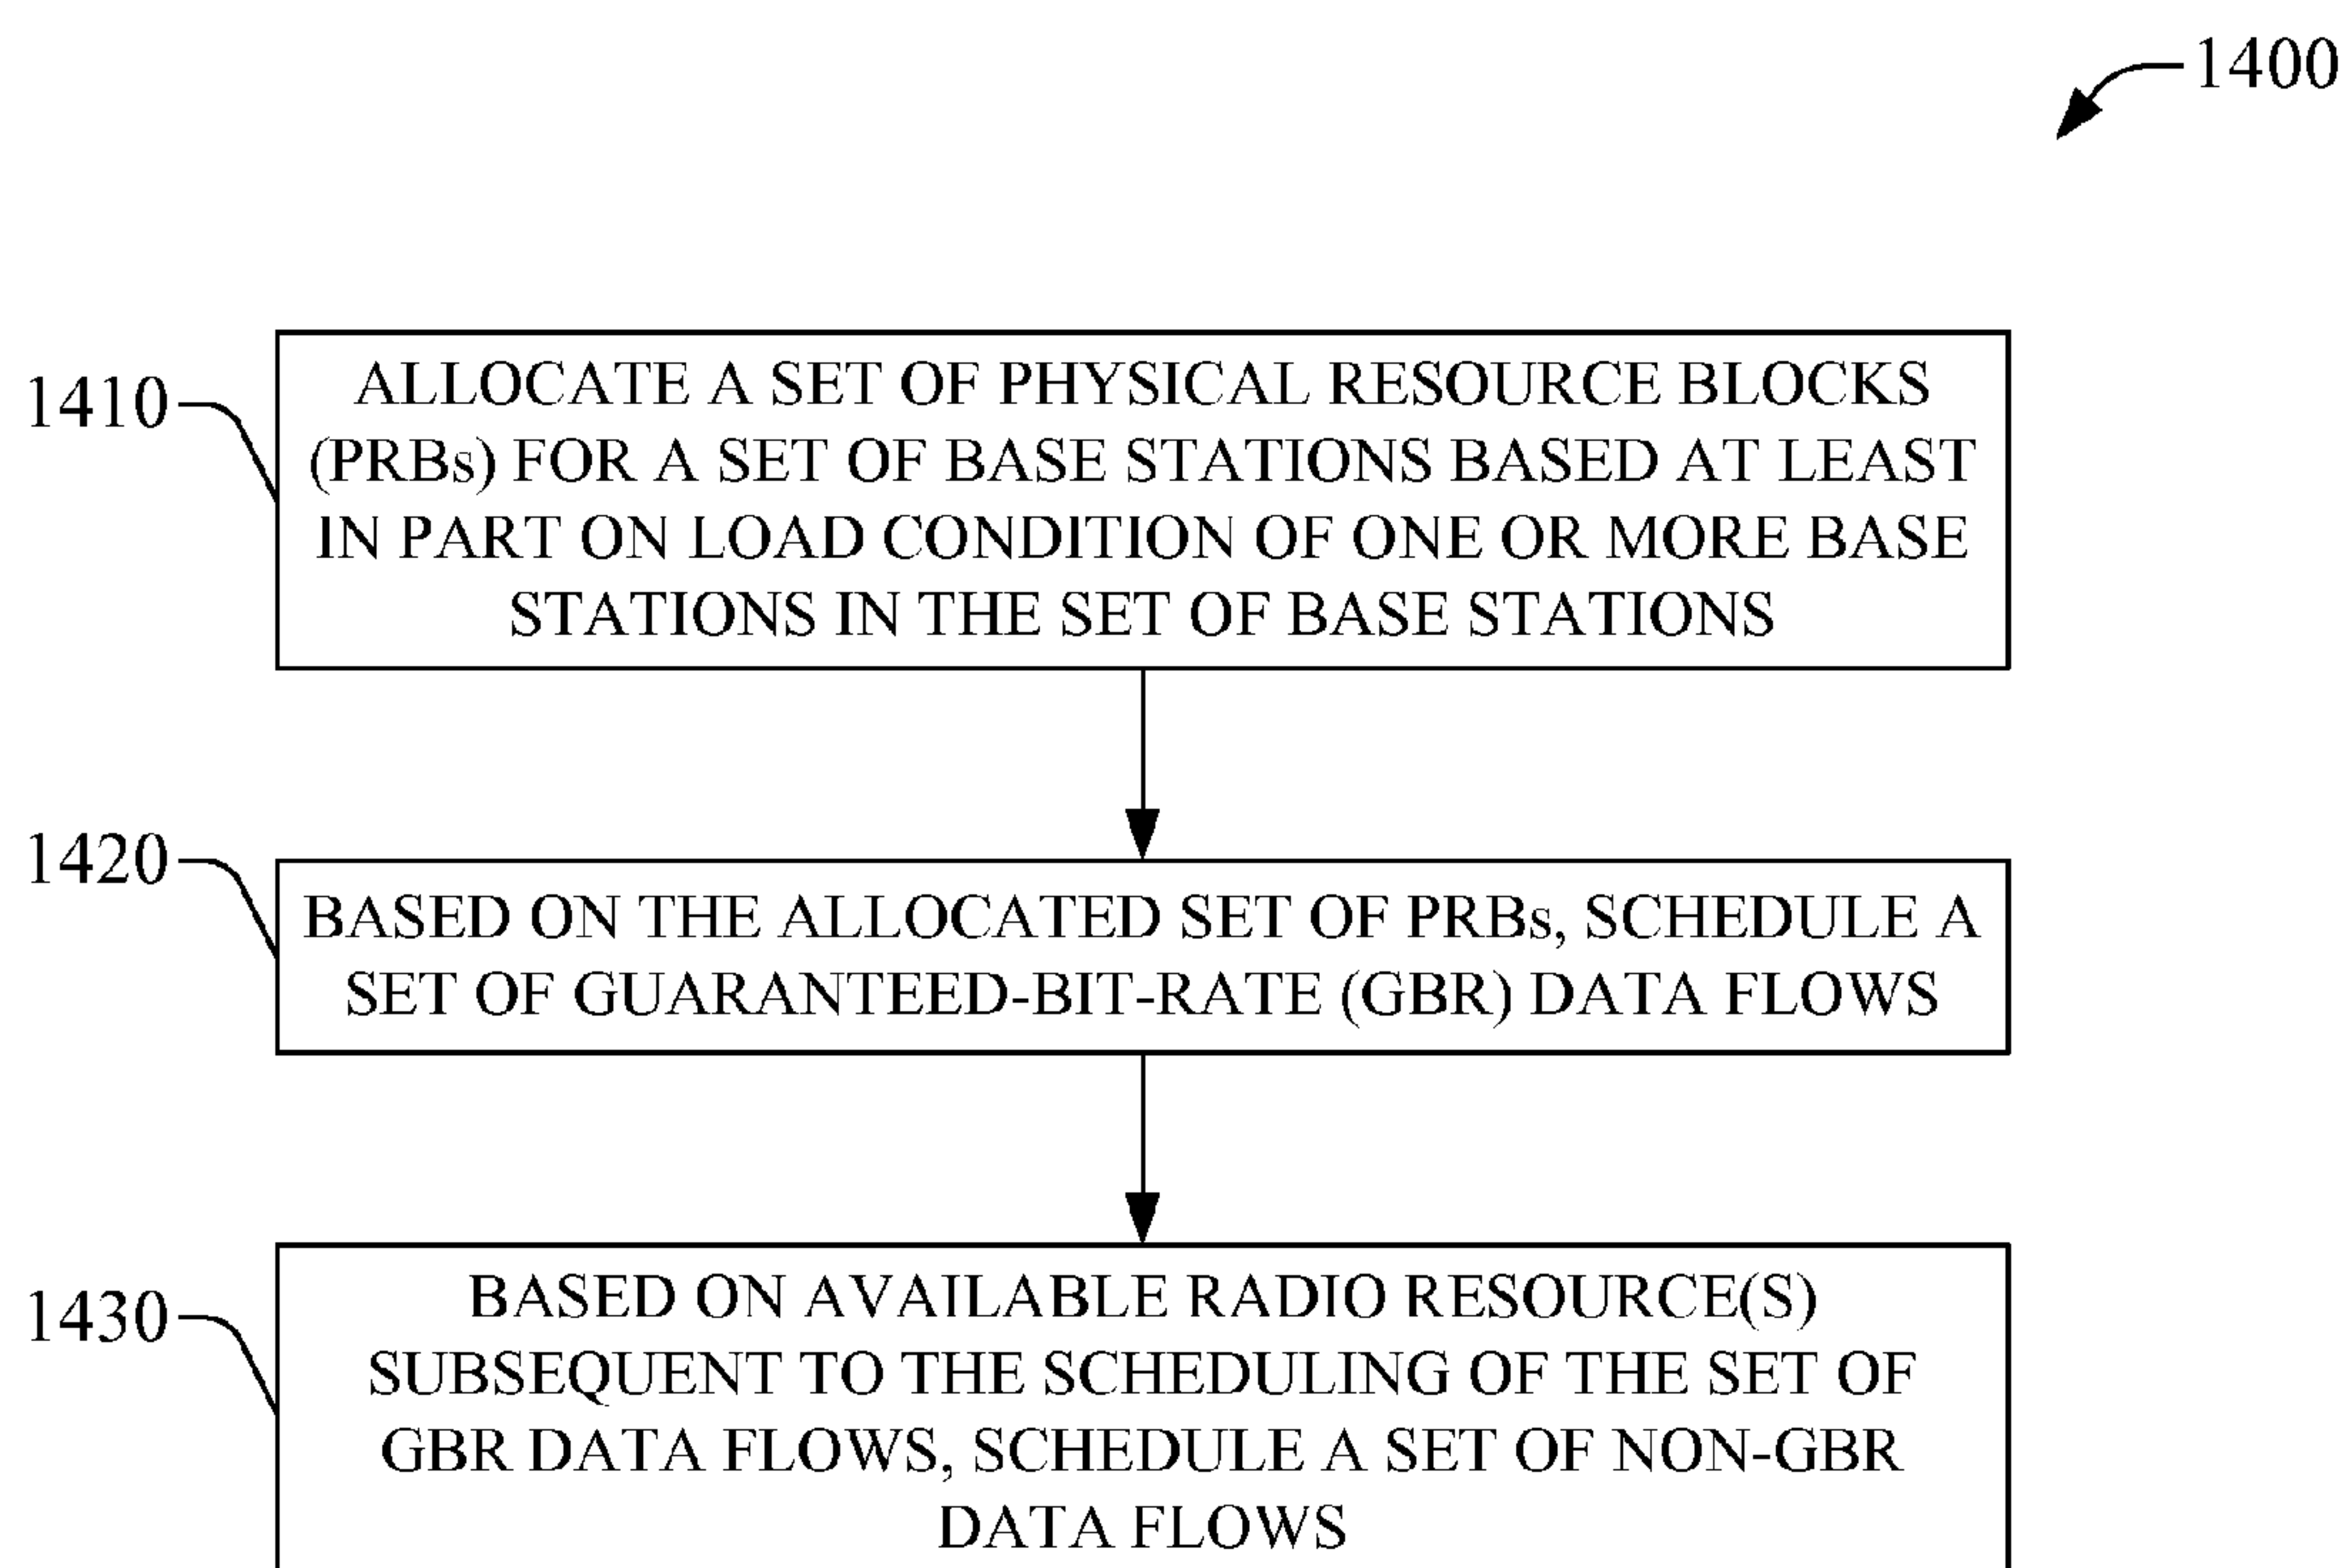 1400
1410
ALLOCATE A SET OF PHYSICAL RESOURCE BLOCKS
(PRBs) FOR A SET OF BASE STATIONS BASED AT LEAST
IN PART ON LOAD CONDITION OF ONE OR MORE BASE
STATIONS IN THE SET OF BASE STATIONS
1420
BASED ON THE ALLOCATED SET OF PRBs, SCHEDULE A
SET OF GUARANTEED-BIT-RATE (GBR) DATA FLOWS
1430
BASED ON AVAILABLE RADIO RESOURCE(S)
SUBSEQUENT TO THE SCHEDULING OF THE SET OF
GBR DATA FLOWS, SCHEDULE A SET OF NON-GBR
DATA FLOWS